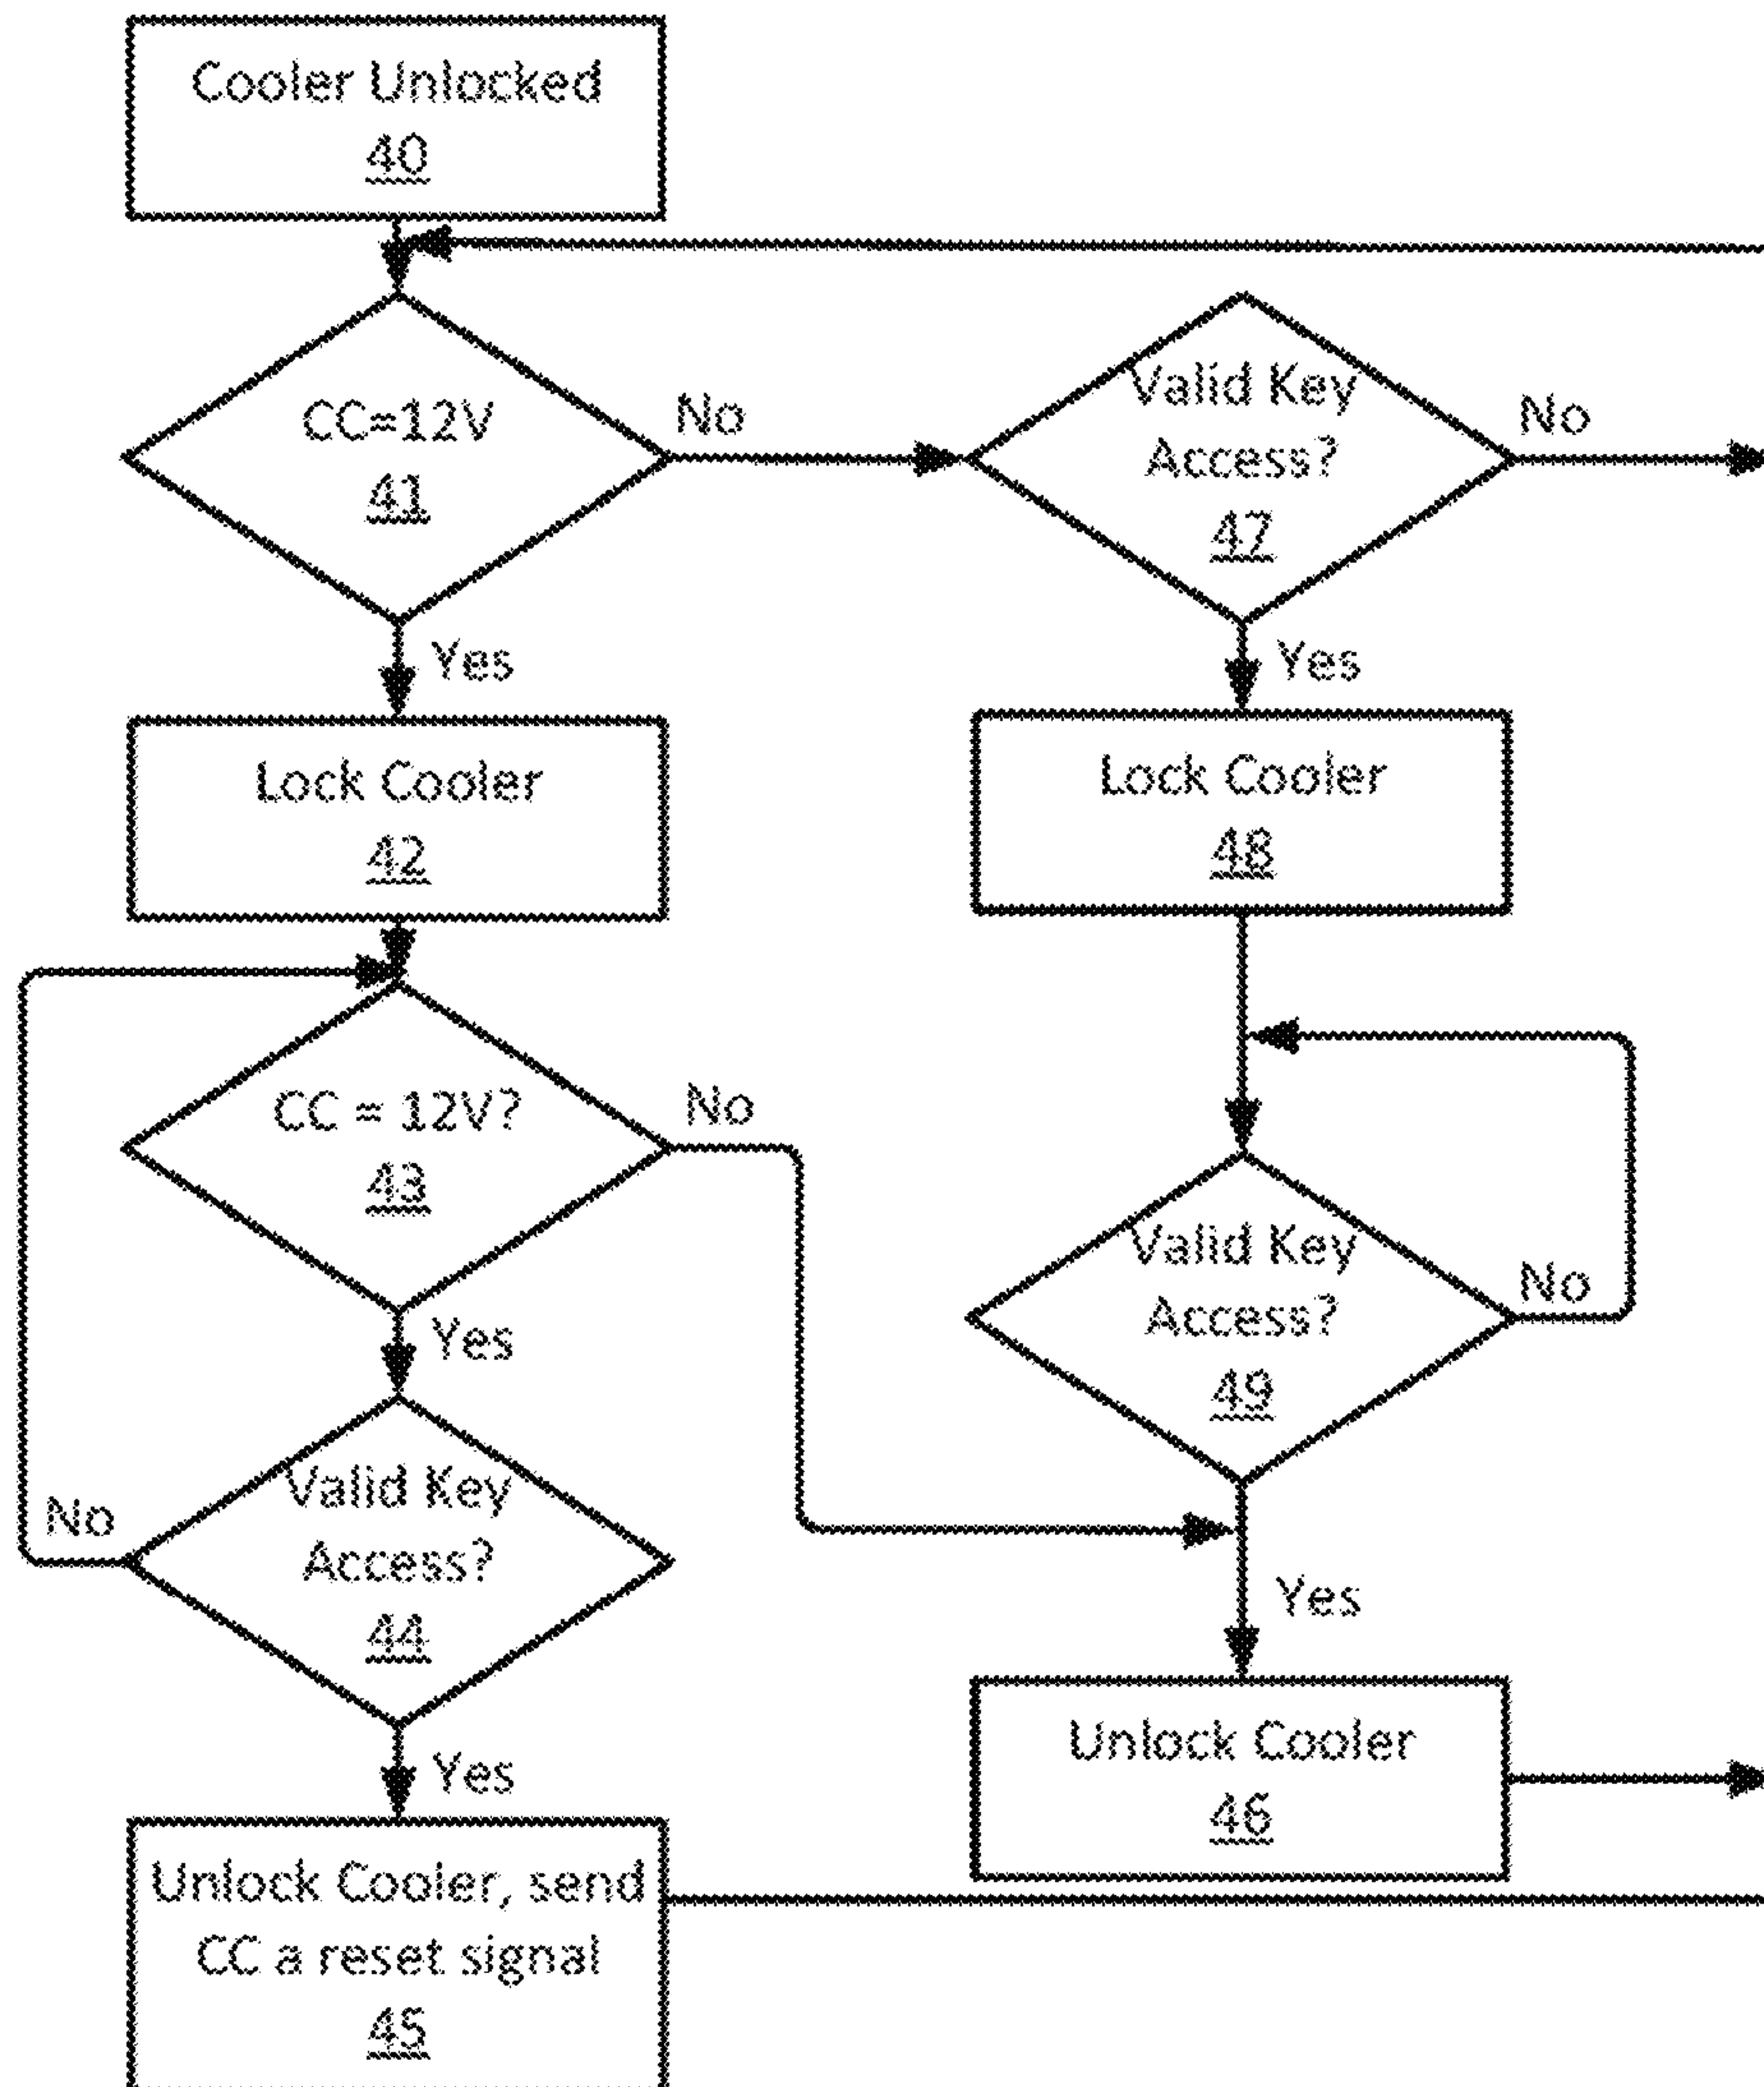 Cooler Unlocked
40
CC=12V
41
No
Valid Key
Access?
47
No
Yes
Yes
Lock Cooler
42
Lock Cooler
48
CC = 12V?
43
No
Valid Key
Access?
49
No
Yes
Valid Key
Access?
44
No
Yes
Yes
Unlock Cooler
46
Unlock Cooler, send
CC a reset signal
45